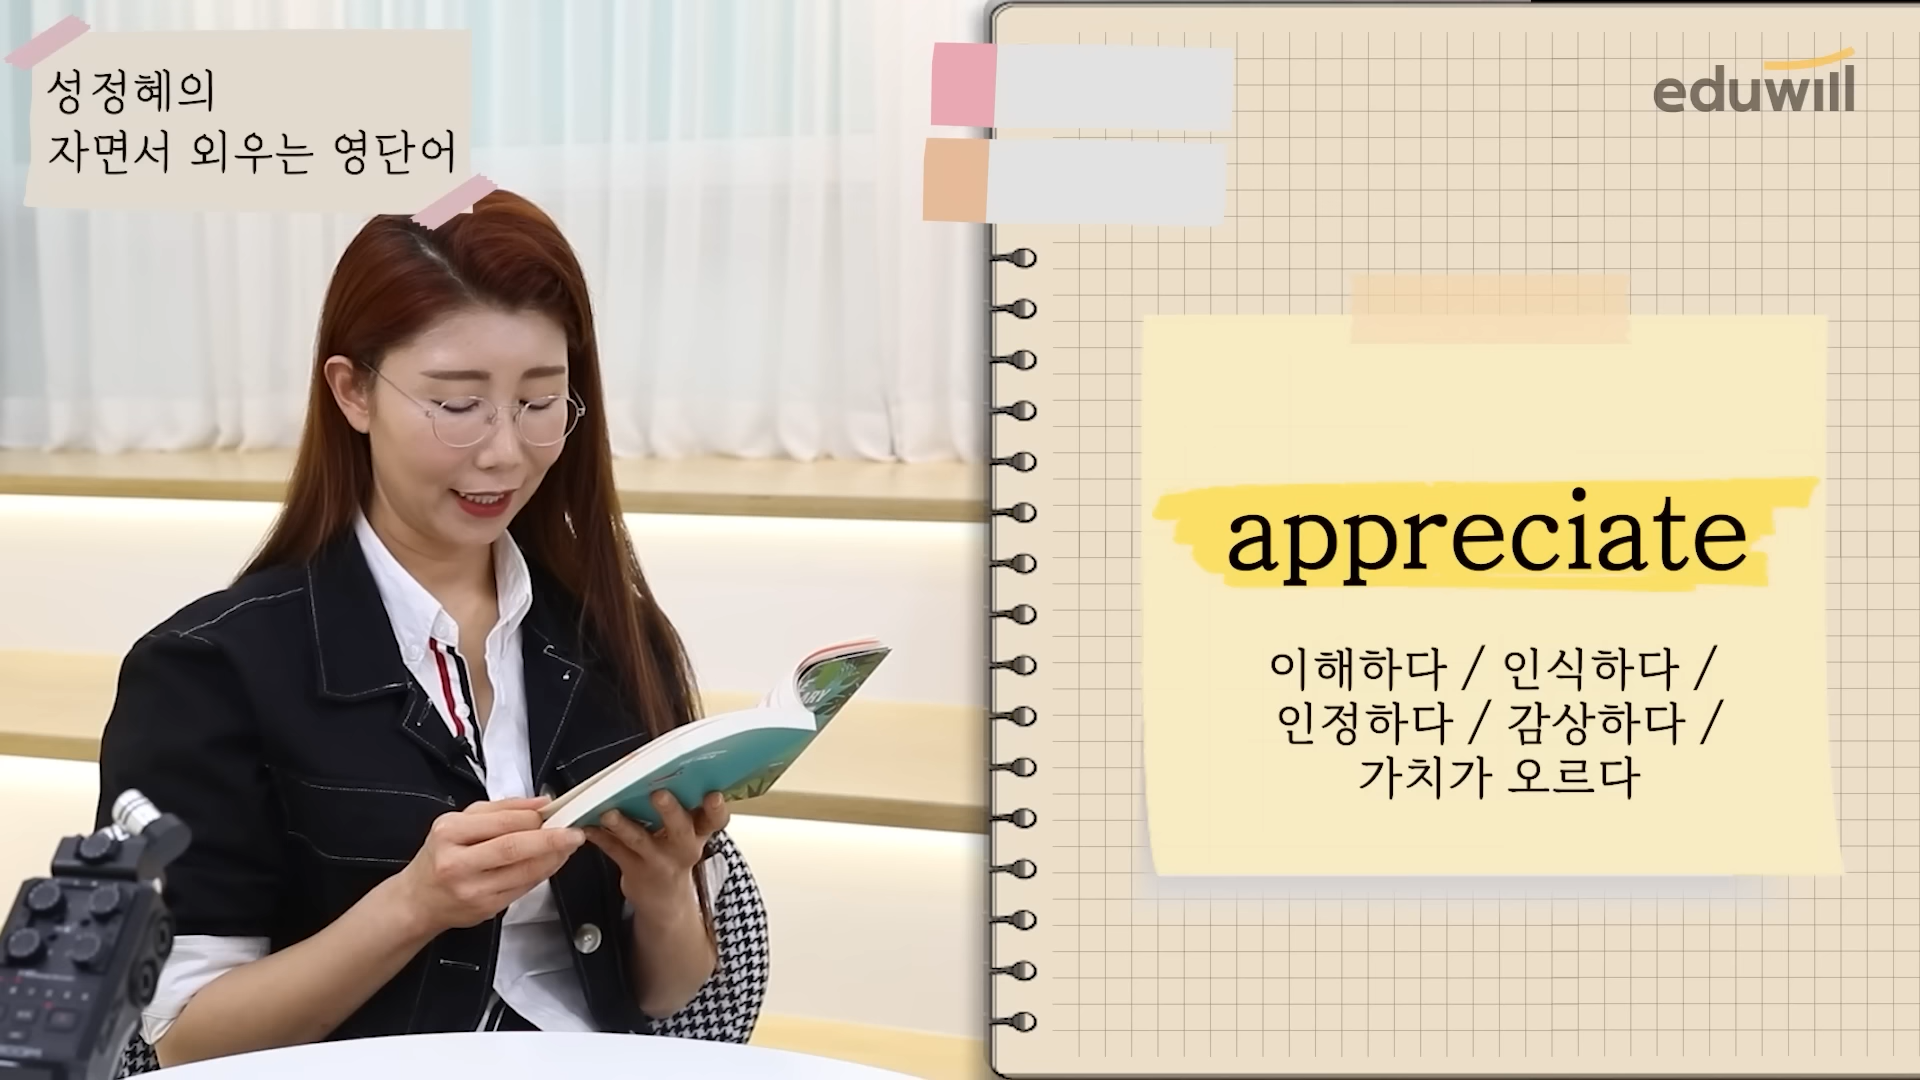 성정혜의
자면서 외우는 영단어
eduwill
appreciate
이해하다 / 인식하다 /
인정하다 / 감상하다 /
가치가 오르다